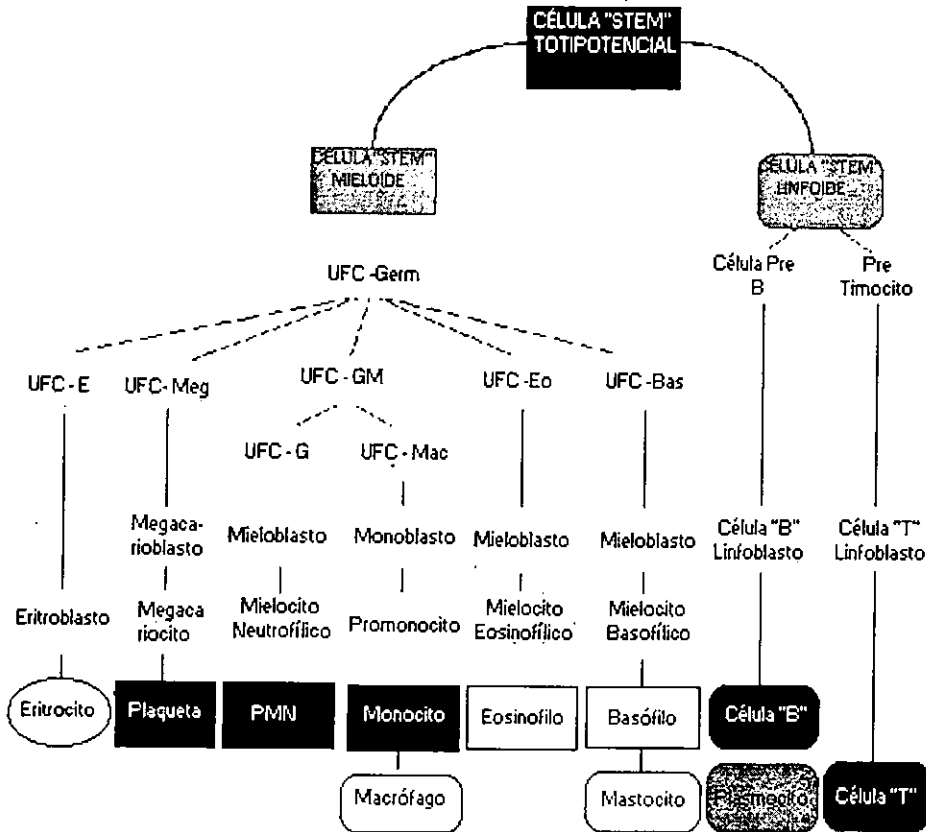 CÉLULA "STEM"
TOTIPOTENCIAL
CÉLULA "STEM"
MIELOIDE
CÉLULA "STEM"
LINFOIDE
UFC -Germ
Célula Pre
B
Pre
Timocito
UFC - E
UFC- Meg
UFC - GM
UFC -Eo
UFC -Bas
UFC - G
UFC - Mac
Megaca-
rioblasto
Mieloblasto
Monoblasto
Mieloblasto
Mieloblasto
Célula "B"
Linfoblasto
Célula "T"
Linfoblasto
Eritroblasto
Megaca
riocito
Mielocito
Neutrofílico
Promonocito
Mielocito
Eosinofílico
Mielocito
Basofílico
Eritrocito
Plaqueta
PMN
Monocito
Eosinofilo
Basófilo
Célula "B"
Macrófago
Mastocito
Plasmocito
Célula "T"